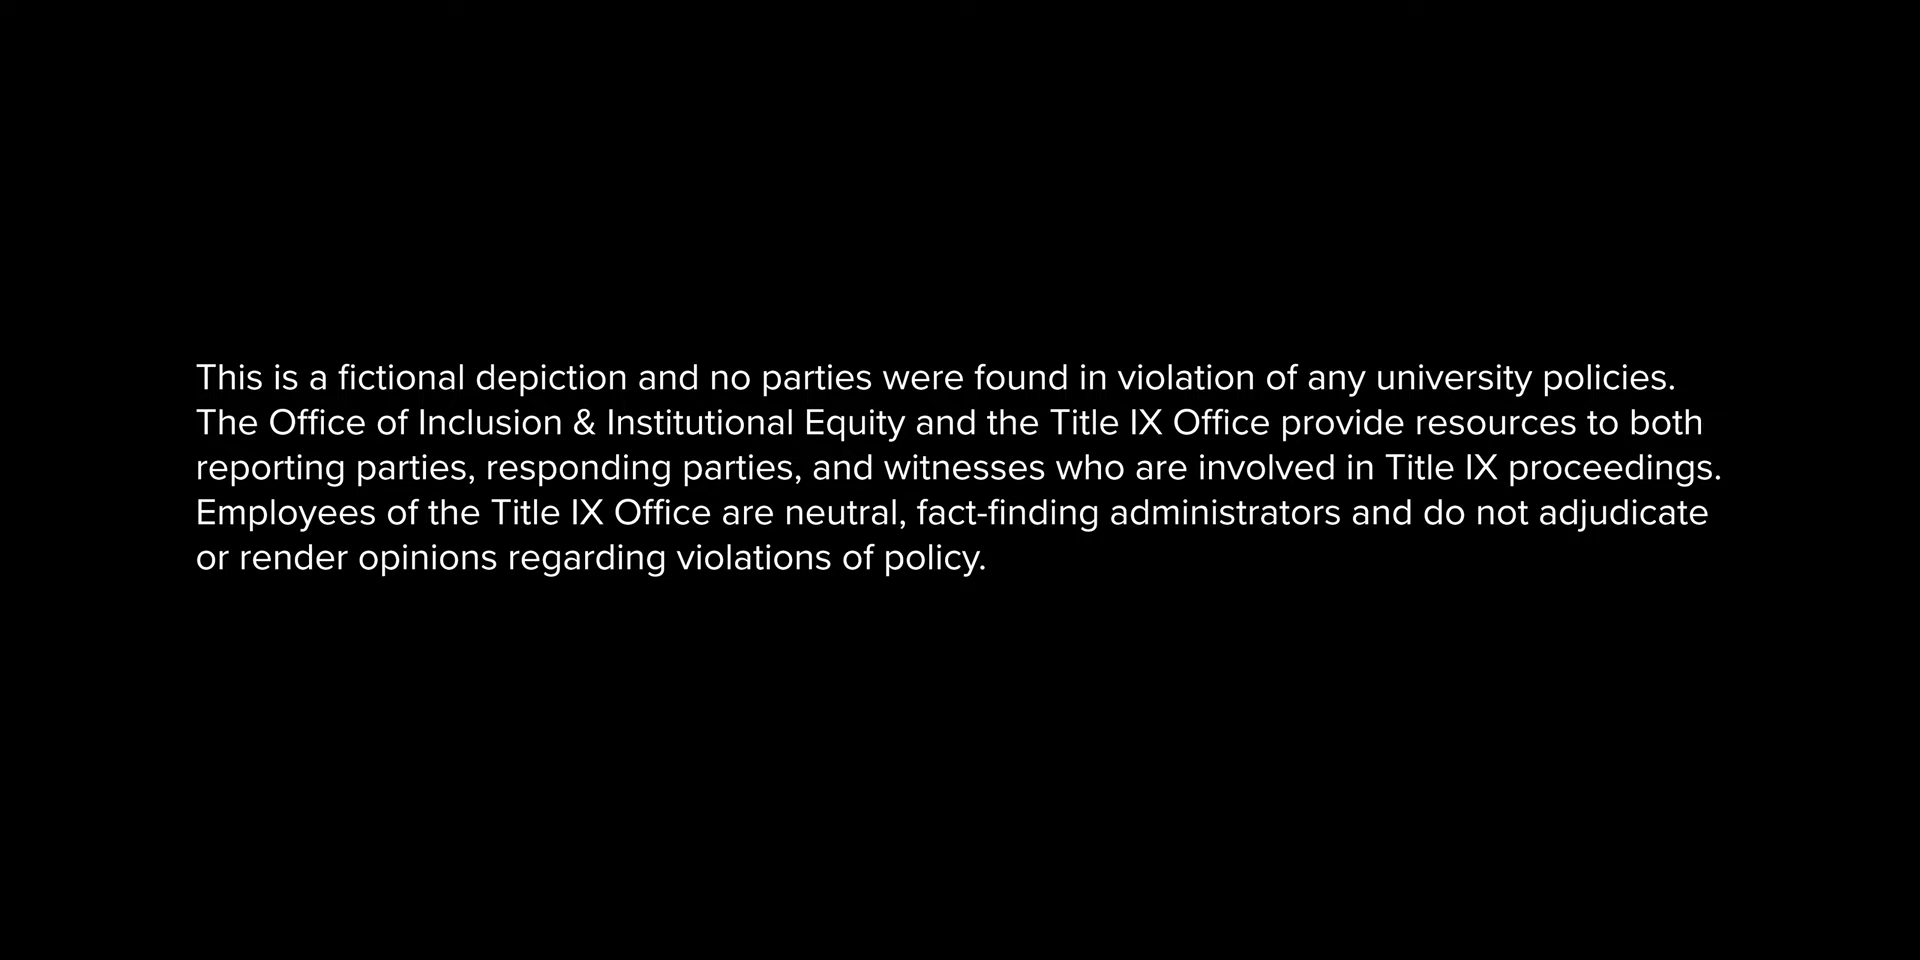 This is a fictional depiction and no parties were found in violation of any university policies.
The Office of Inclusion & Institutional Equity and the Title IX Office provide resources to both
reporting parties, responding parties, and witnesses who are involved in Title IX proceedings.
Employees of the Title IX Office are neutral, fact-finding administrators and do not adjudicate
or render opinions regarding violations of policy.